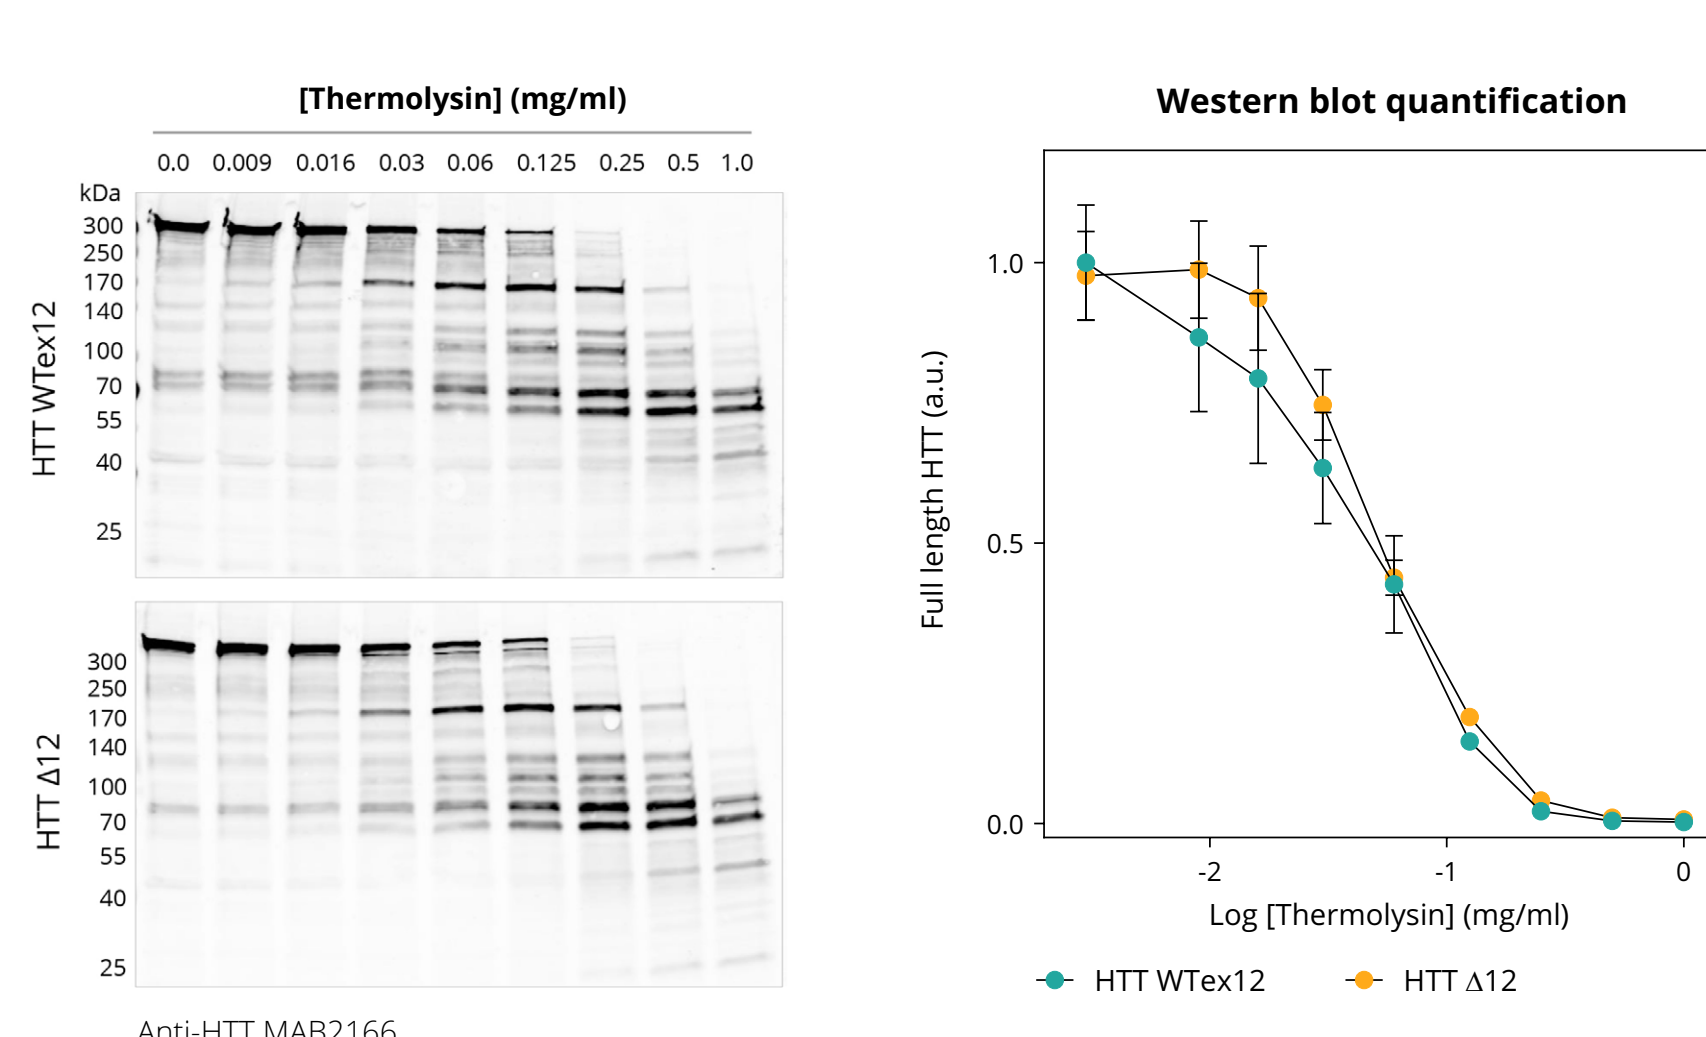 [Thermolysin] (mg/ml)
0.0 0.009 0.016 0.03 0.06 0.125 0.25 0.5 1.0
kDa
300
250
170
140
100
70
55
40
25
HTT WTex12
300
250
170
140
100
70
55
40
25
HTT Δ12
Anti-HTT MAB2166
Western blot quantification
Full length HTT (a.u.)
1.0
0.5
0.0
-2 -1 0
Log [Thermolysin] (mg/ml)
HTT WTex12 HTT Δ12